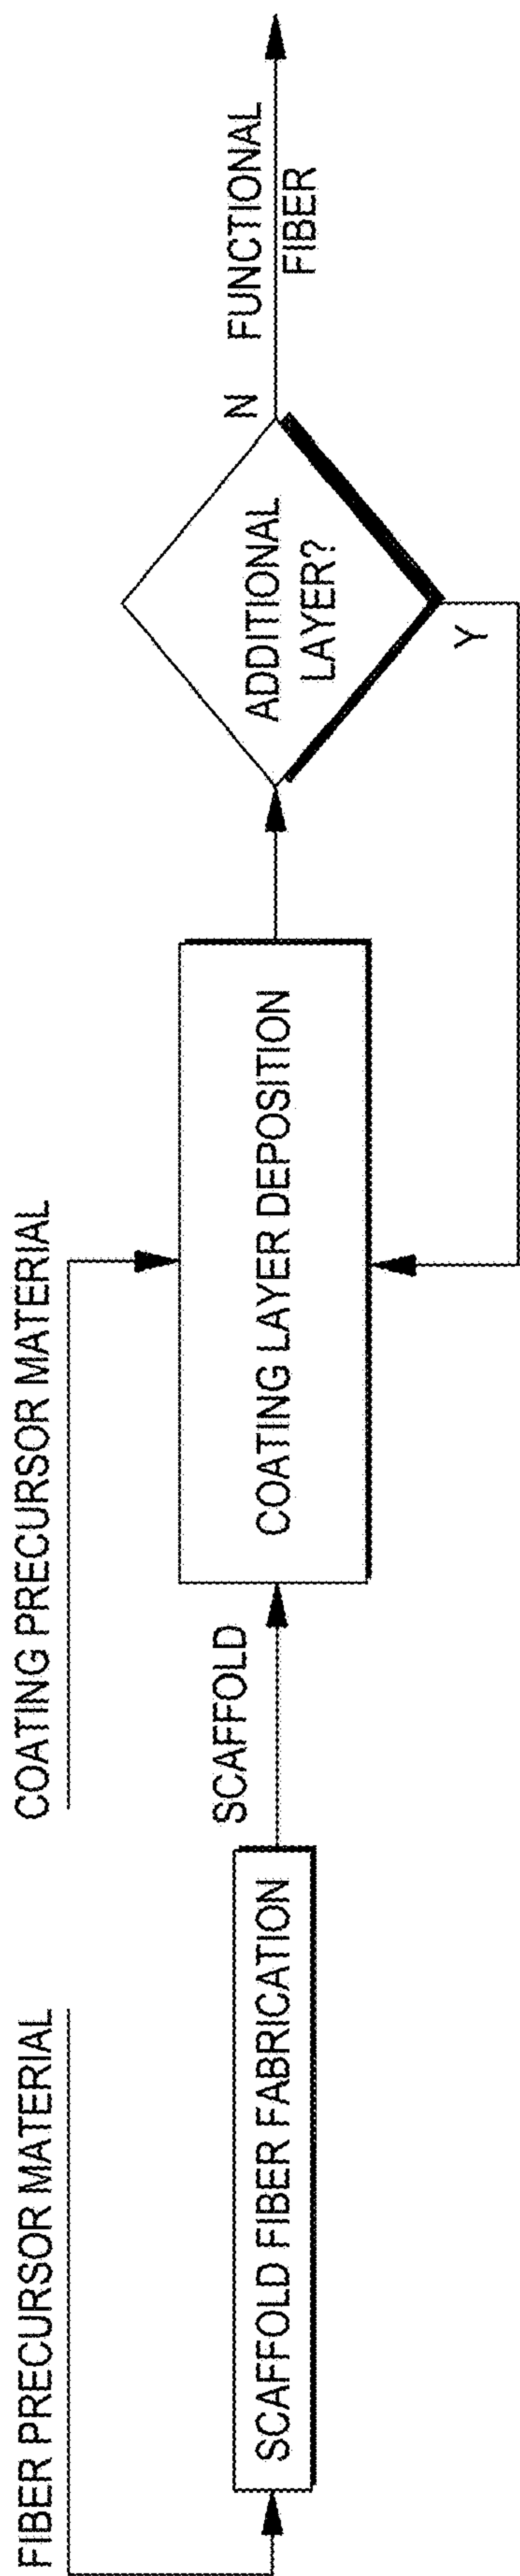 FIBER PRECURSOR MATERIAL
COATING PRECURSOR MATERIAL
SCAFFOLD FIBER FABRICATION
SCAFFOLD
COATING LAYER DEPOSITION
ADDITIONAL
LAYER?
Y
N
FUNCTIONAL
FIBER